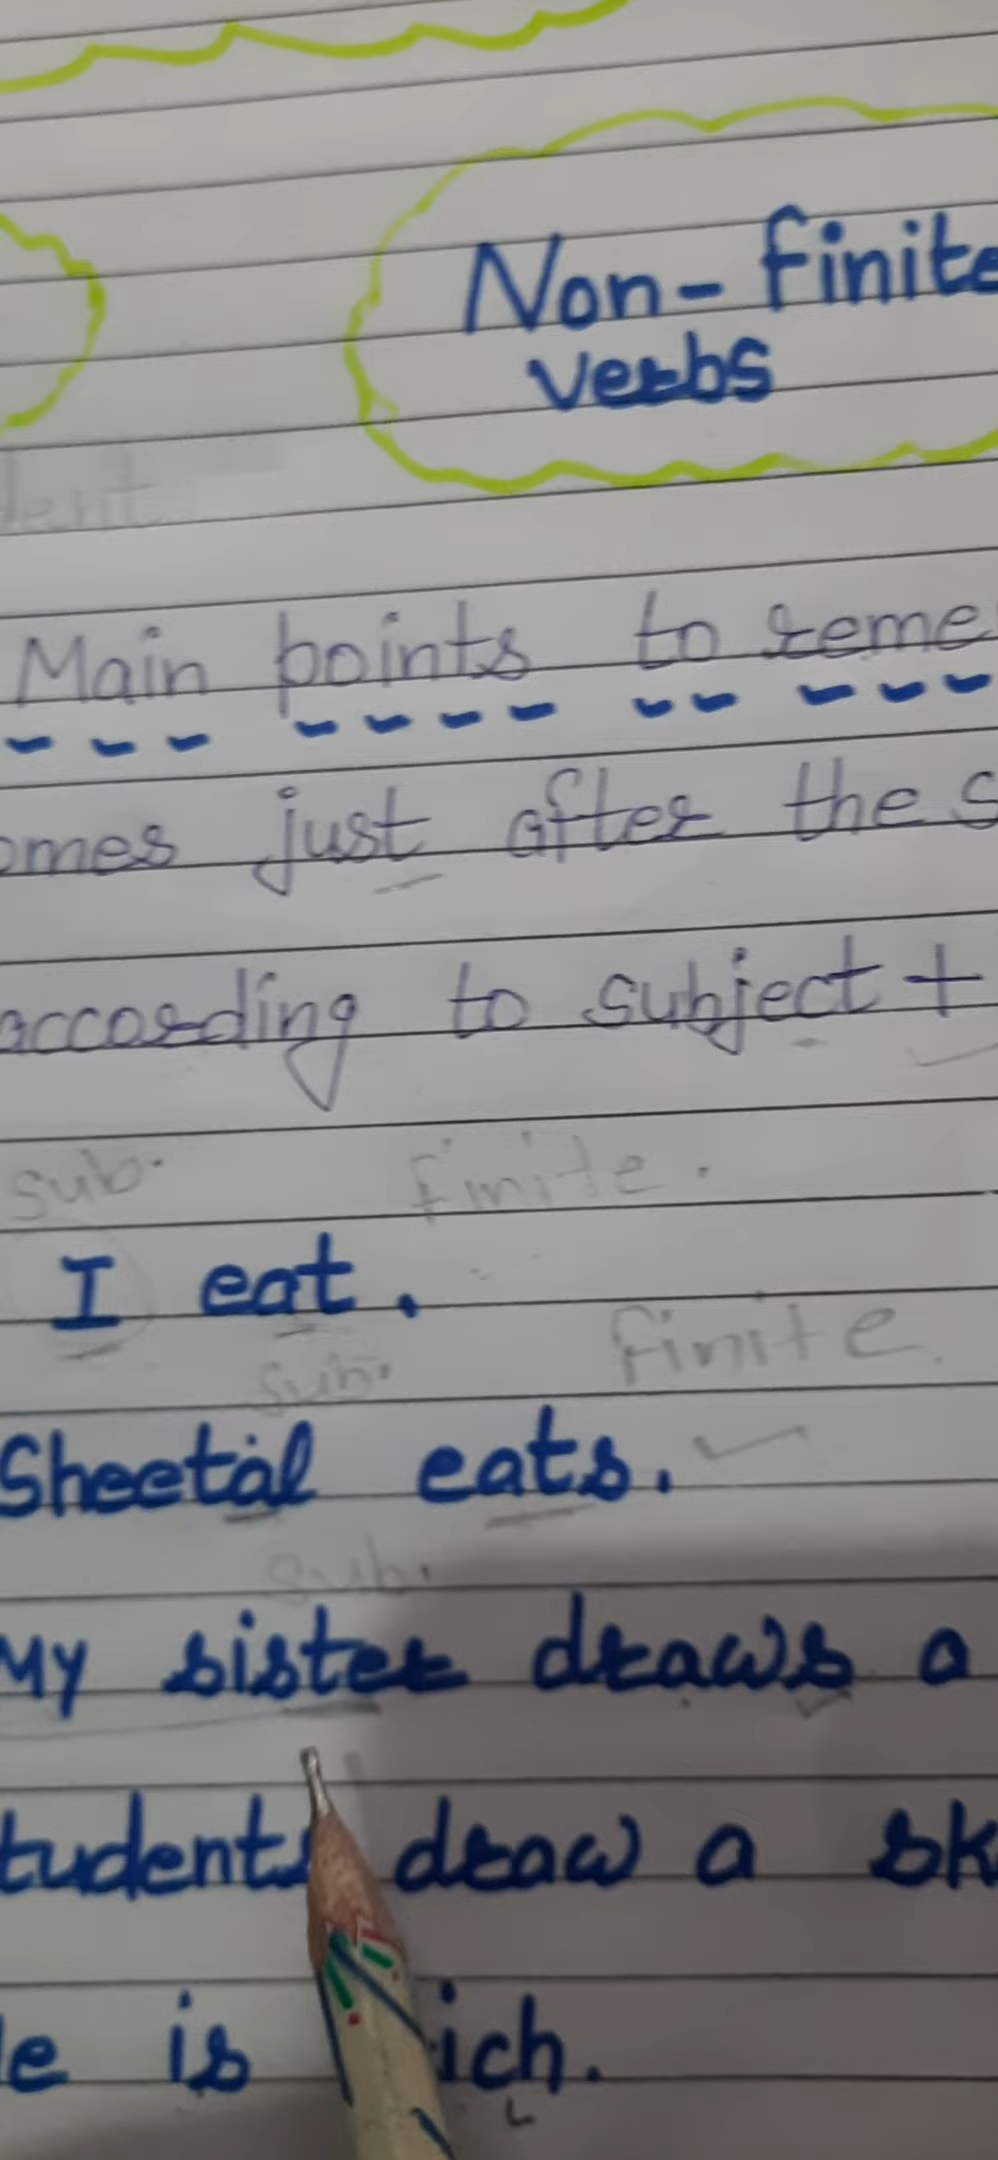 Non-finite
verbs
dent
Main points to reme
omes just after the s
according to subject +
sub. finite.
I eat.
sub. finite.
Sheetal eats.
sub.
My sister draws a
tudents draw a sk
e is ich.